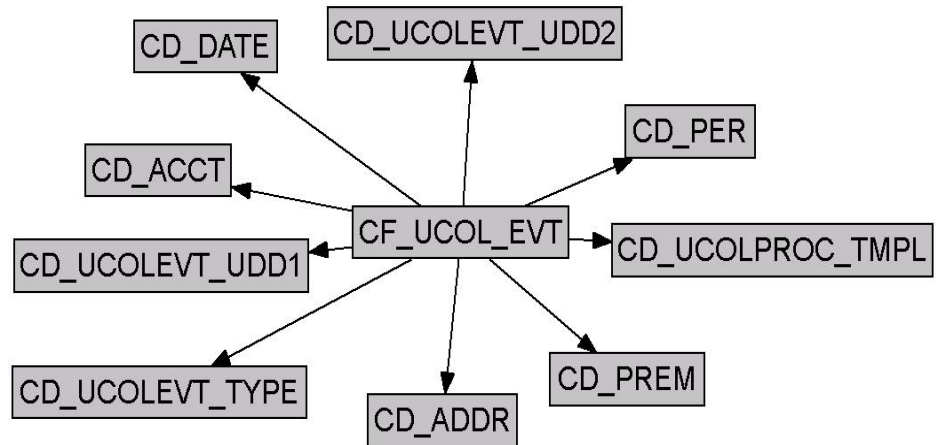 CD_UCOLEVT_UDD2
CD_DATE
CD_PER
CD_ACCT
CF_UCOL_EVT
CD_UCOLPROC_TMPL
CD_UCOLEVT_UDD1
CD_PREM
CD_UCOLEVT_TYPE
CD_ADDR